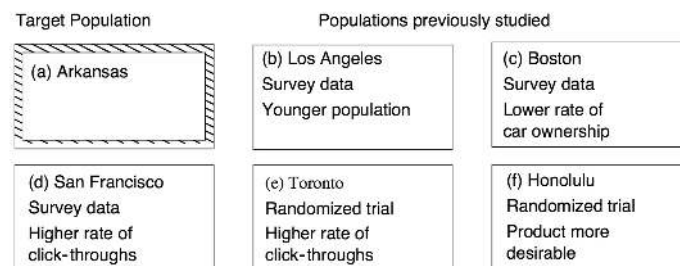 Target Population
Populations previously studied
(a) Arkansas
(b) Los Angeles
Survey data
Younger population
(c) Boston
Survey data
Lower rate of
car ownership
(d) San Francisco
Survey data
Higher rate of
click-throughs
(e) Toronto
Randomized trial
Higher rate of
click-throughs
(f) Honolulu
Randomized trial
Product more
desirable